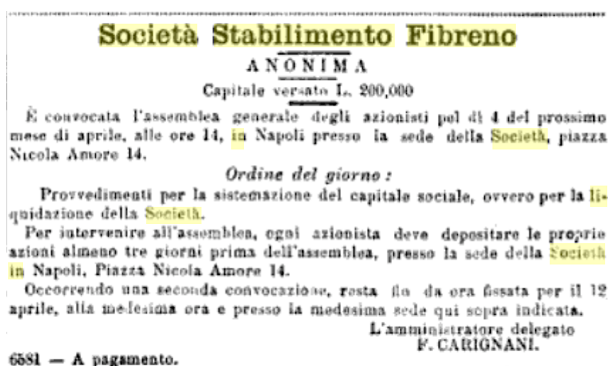 Società Stabilimento Fibreno
ANONIMA
Capitale versato L. 200,000
È convocata l'assemblea generale degli azionisti pel dì 4 del prossimo
mese di aprile, alle ore 14, in Napoli presso la sede della Società, piazza
Nicola Amore 14.
Ordine del giorno:
Provvedimenti per la sistemazione del capitale sociale, ovvero per la li-
quidazione della Società.
Per intervenire all'assemblea, ogni azionista deve depositare le proprie
azioni almeno tre giorni prima dell'assemblea, presso la sede della Società
in Napoli, Piazza Nicola Amore 14.
Occorrendo una seconda convocazione, resta fin da ora fissata per il 12
aprile, alla medesima ora e presso la medesima sede qui sopra indicata.
L'amministratore delegato
F. CARIGNANI.
6581 — A pagamento.